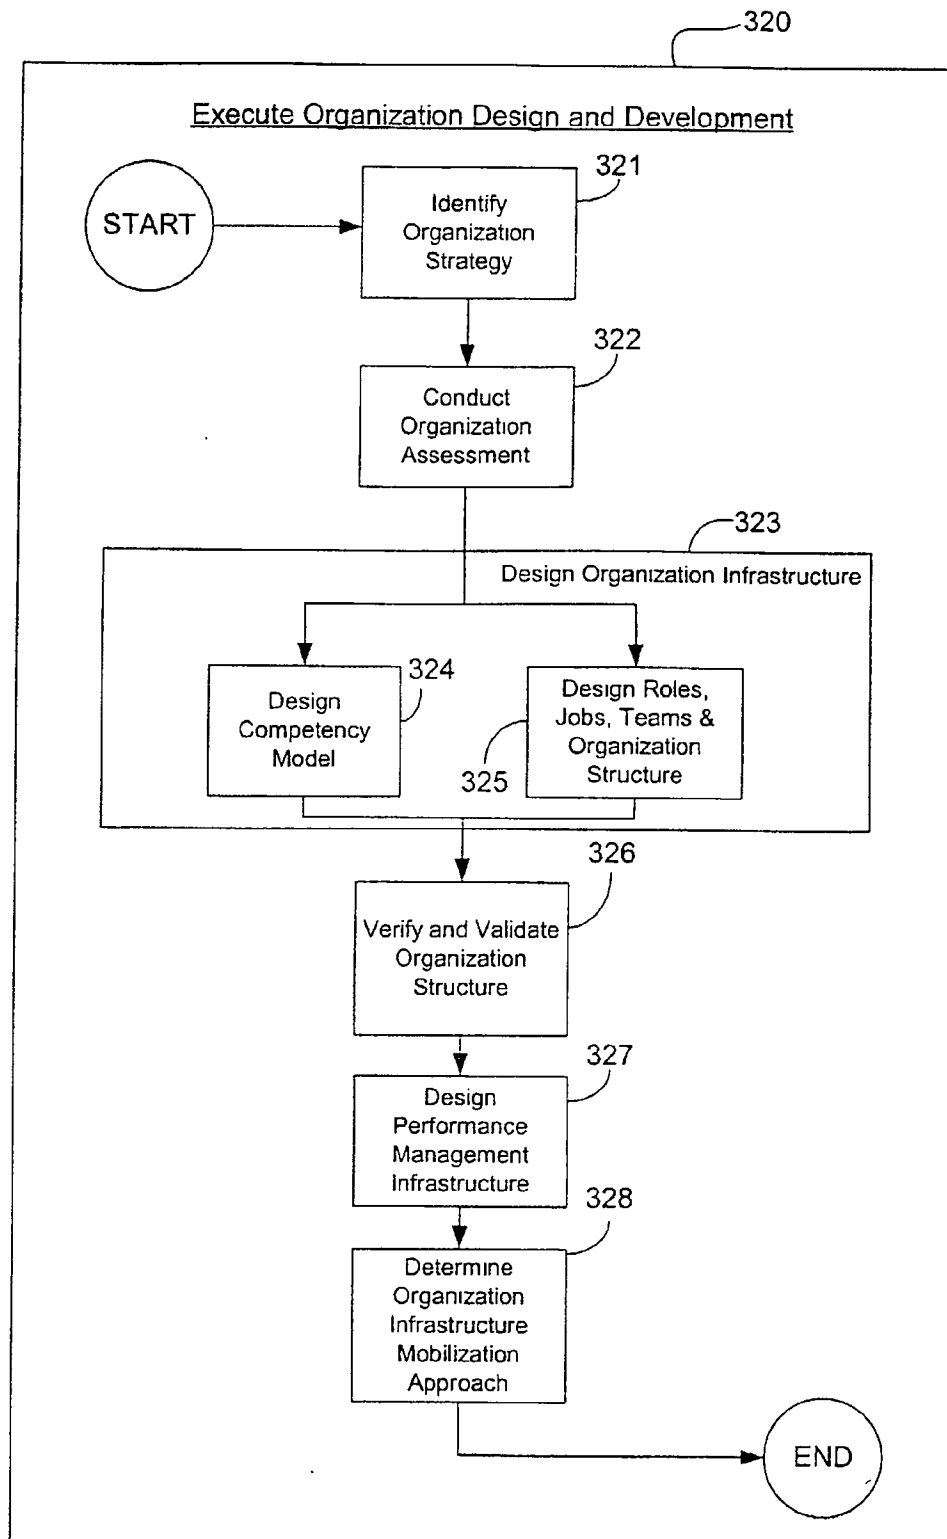 320
Execute Organization Design and Development
START
321
Identify
Organization
Strategy
322
Conduct
Organization
Assessment
323
Design Organization Infrastructure
324
Design
Competency
Model
325
Design Roles,
Jobs, Teams &
Organization
Structure
326
Verify and Validate
Organization
Structure
327
Design
Performance
Management
Infrastructure
328
Determine
Organization
Infrastructure
Mobilization
Approach
END